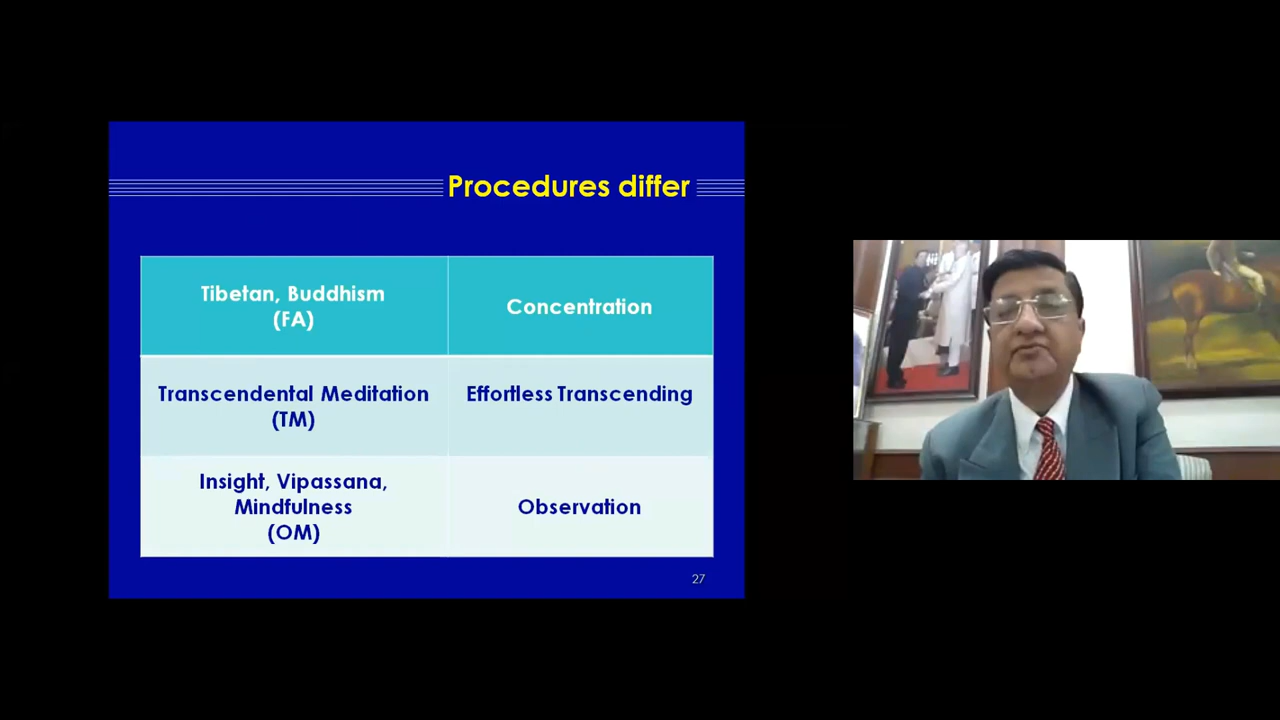 Procedures differ
Tibetan, Buddhism
(FA)
Concentration
Transcendental Meditation
(TM)
Effortless Transcending
Insight, Vipassana,
Mindfulness
(OM)
Observation
27